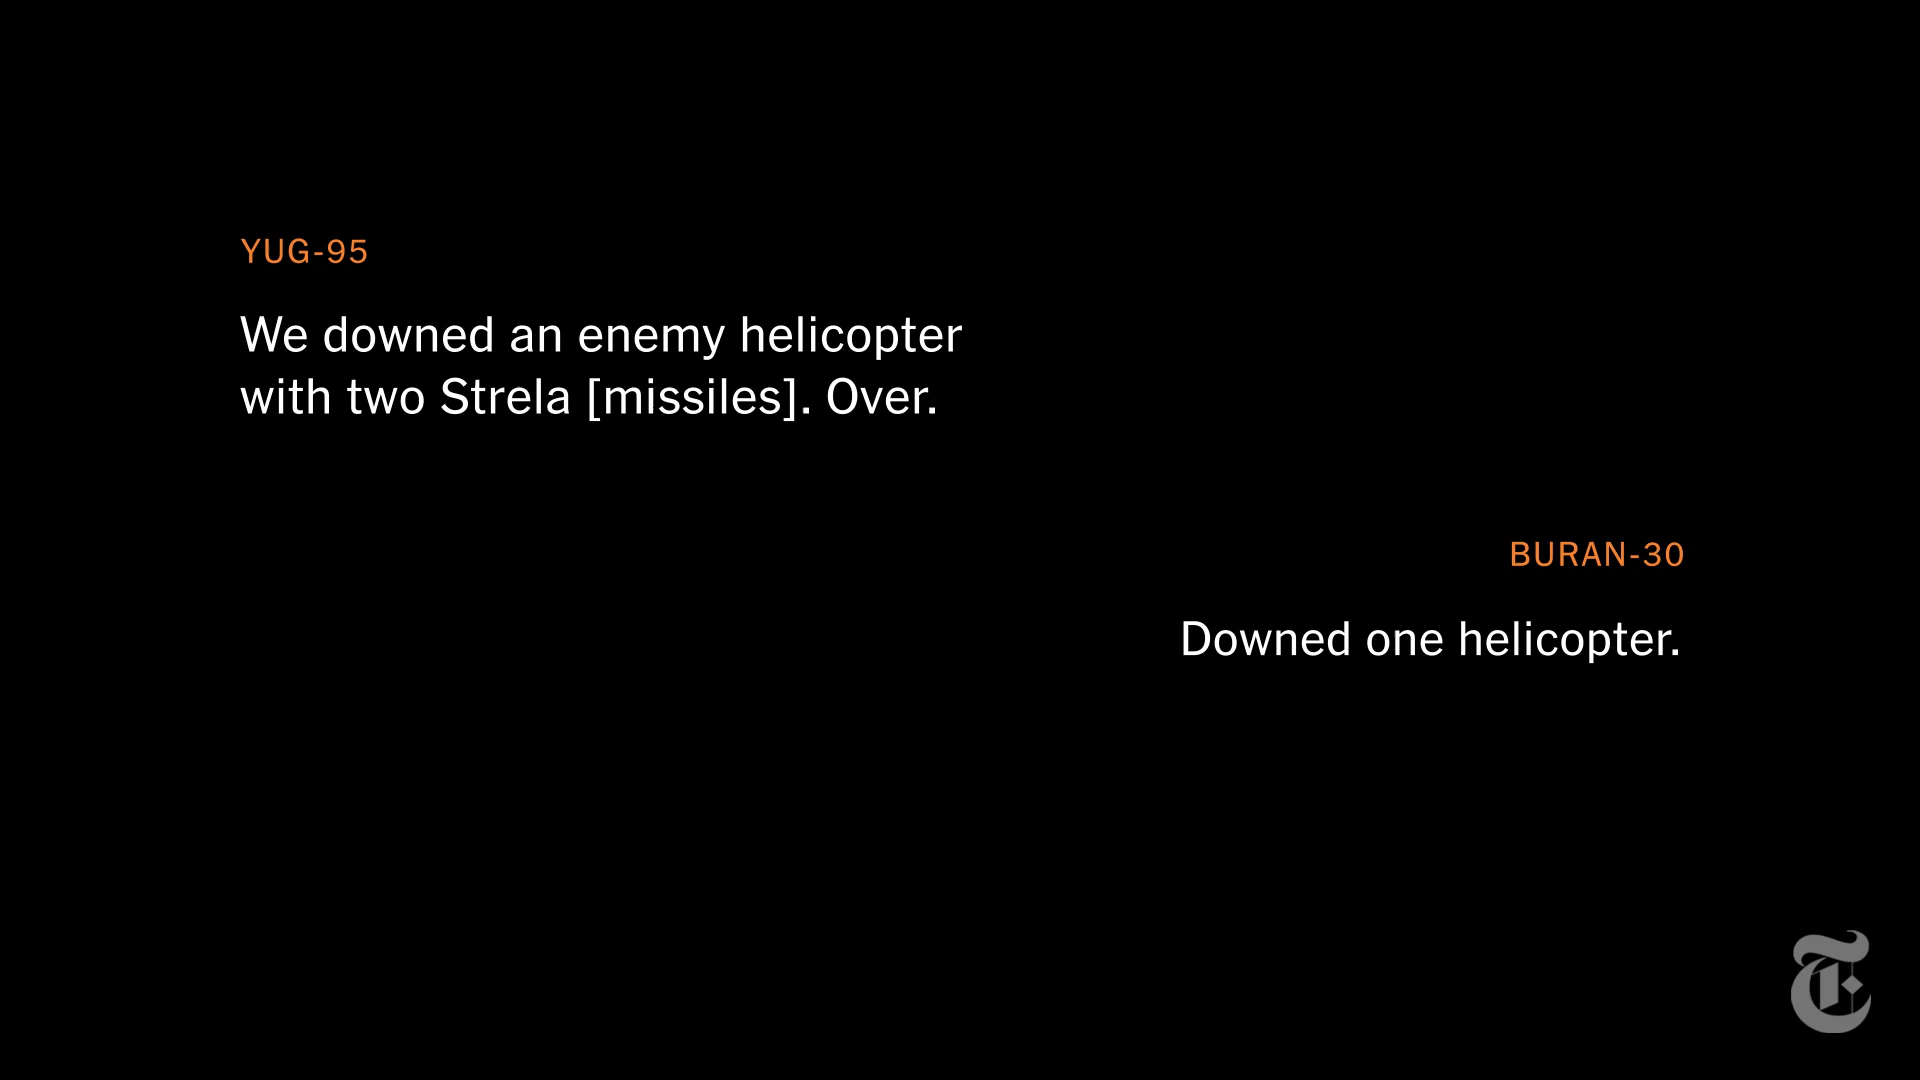 YUG-95
We downed an enemy helicopter
with two Strela [missiles]. Over.
BURAN-30
Downed one helicopter.
T